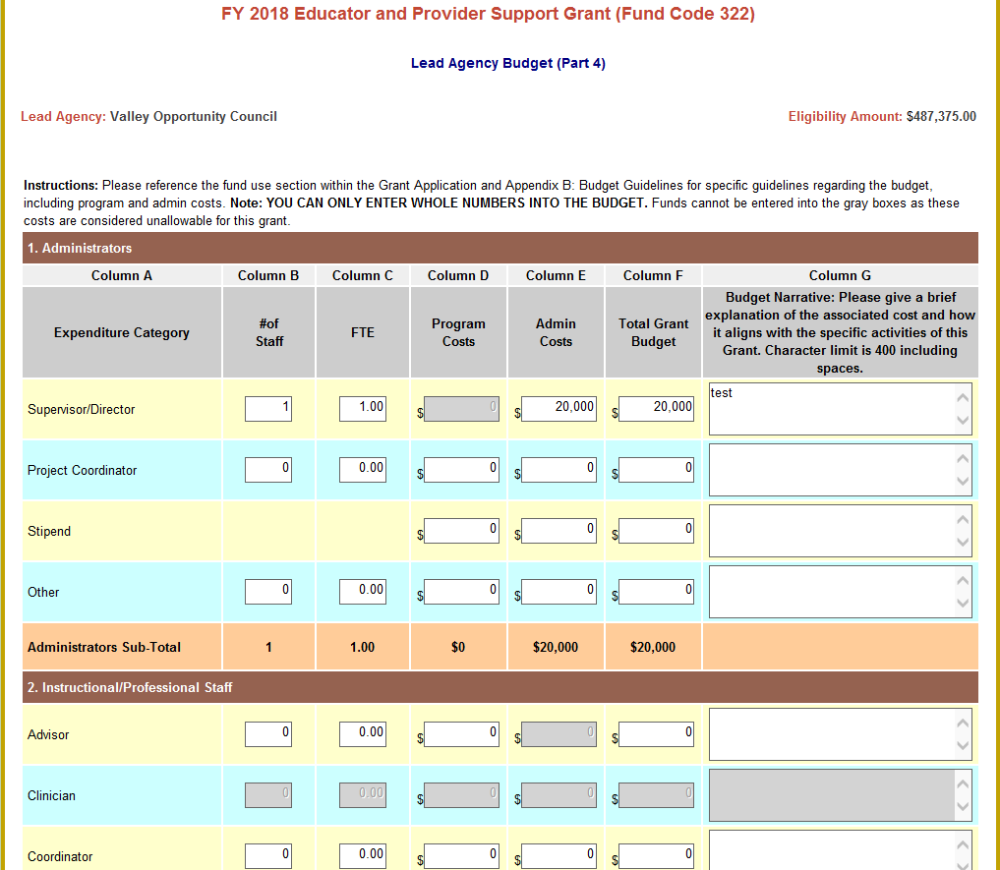 FY 2018 Educator and Provider Support Grant (Fund Code 322)
Lead Agency Budget (Part 4)
Lead Agency: Valley Opportunity Council Eligibility Amount: $487,375.00
Instructions: Please reference the fund use section within the Grant Application and Appendix B: Budget Guidelines for specific guidelines regarding the budget,
including program and admin costs. Note: YOU CAN ONLY ENTER WHOLE NUMBERS INTO THE BUDGET. Funds cannot be entered into the gray boxes as these
costs are considered unallowable for this grant.
1. Administrators
Column A Column B Column C Column D Column E Column F Column G
Expenditure Category
#of
Staff
FTE
Program
Costs
Admin
Costs
Total Grant
Budget
Budget Narrative: Please give a brief
explanation of the associated cost and how
it aligns with the specific activities of this
Grant. Character limit is 400 including
spaces.
Supervisor/Director 1 1.00 $ 0 $ 20,000 $ 20,000 test
Project Coordinator 0 0.00 $ 0 $ 0 $ 0
Stipend $ 0 $ 0 $ 0
Other 0 0.00 $ 0 $ 0 $ 0
Administrators Sub-Total 1 1.00 $0 $20,000 $20,000
2. Instructional/Professional Staff
Advisor 0 0.00 $ 0 $ 0 $ 0
Clinician 0 0.00 $ 0 $ 0 $ 0
Coordinator 0 0.00 $ 0 $ 0 $ 0